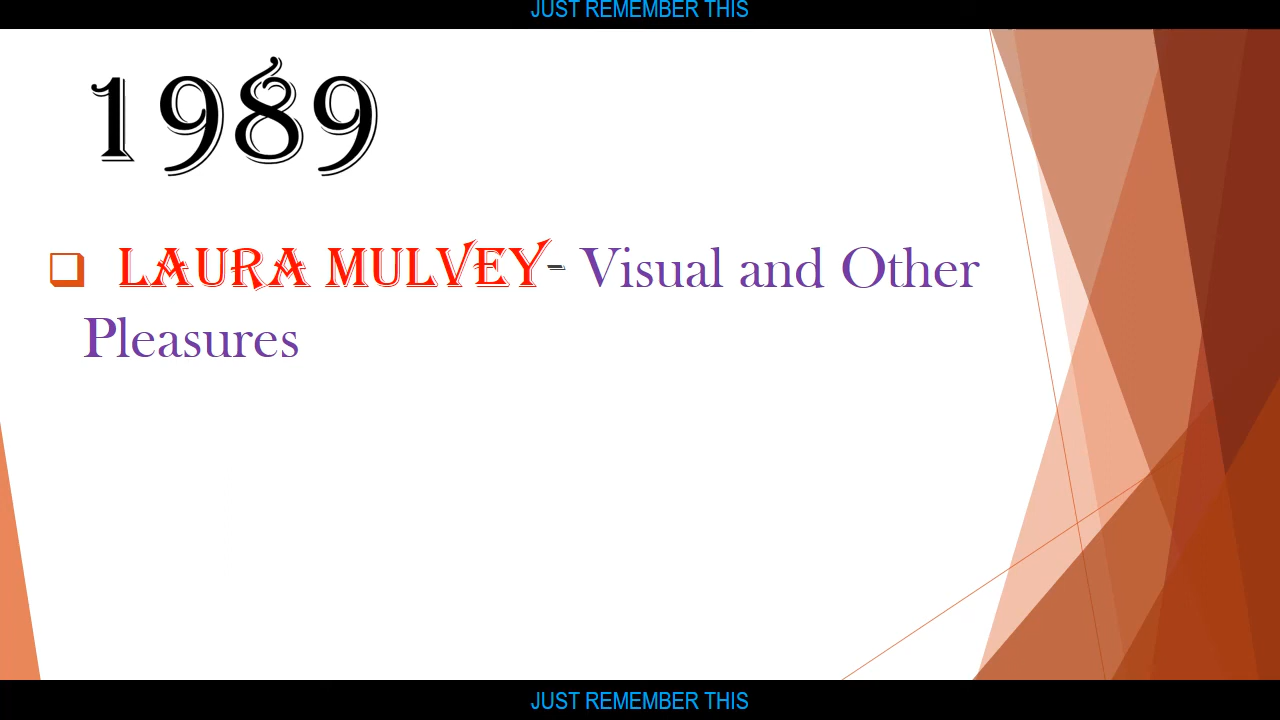 JUST REMEMBER THIS
1989
LAURA MULVEY- Visual and Other
Pleasures
JUST REMEMBER THIS